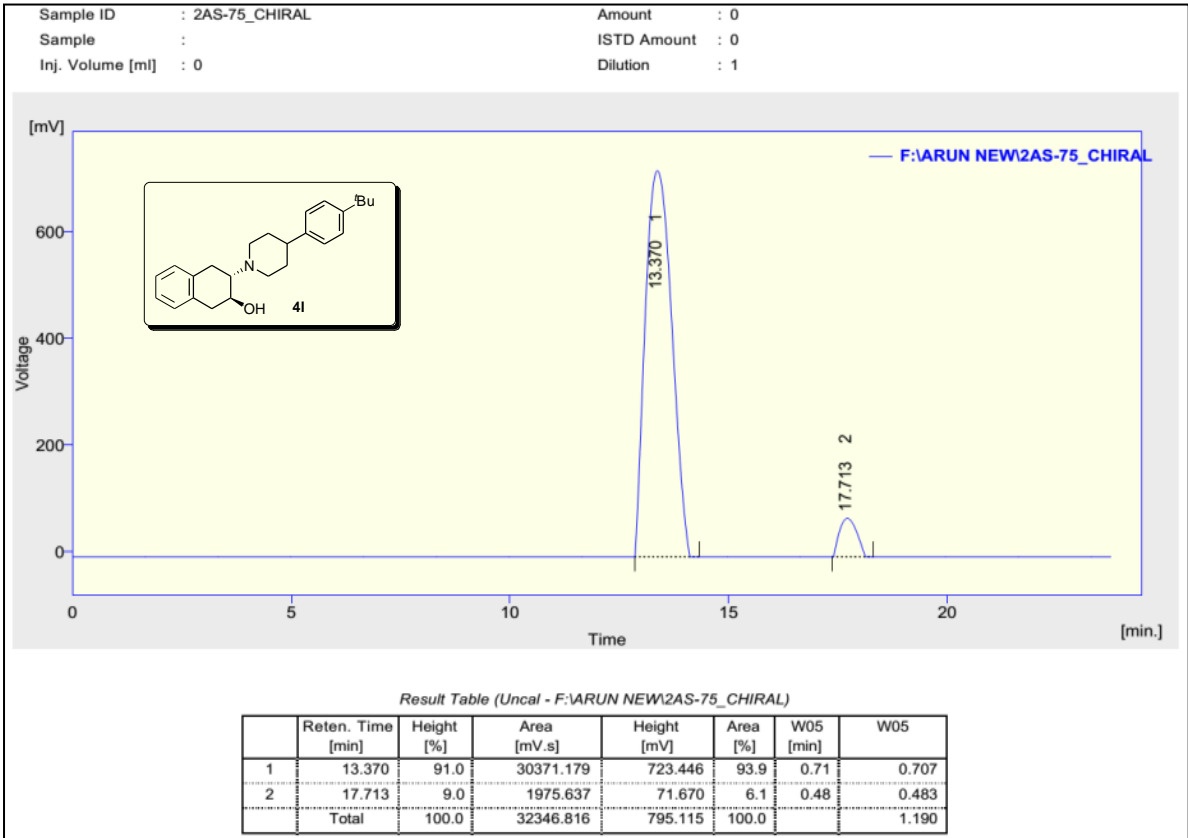 Sample ID : 2AS-75_CHIRAL Amount : 0
Sample : ISTD Amount : 0
Inj. Volume [ml] : 0 Dilution : 1
[mV]
F:\ARUN NEW\2AS-75_CHIRAL
tBu
N
OH 4l
13.370 1
17.713 2
600
400
200
0
Voltage
0 5 10 15 20
Time [min.]
Result Table (Uncal - F:\ARUN NEW\2AS-75_CHIRAL)
Reten. Time Height Area Height Area W05 W05
[min] [%] [mV.s] [mV] [%] [min]
1 13.370 91.0 30371.179 723.446 93.9 0.71 0.707
2 17.713 9.0 1975.637 71.670 6.1 0.48 0.483
Total 100.0 32346.816 795.115 100.0 1.190